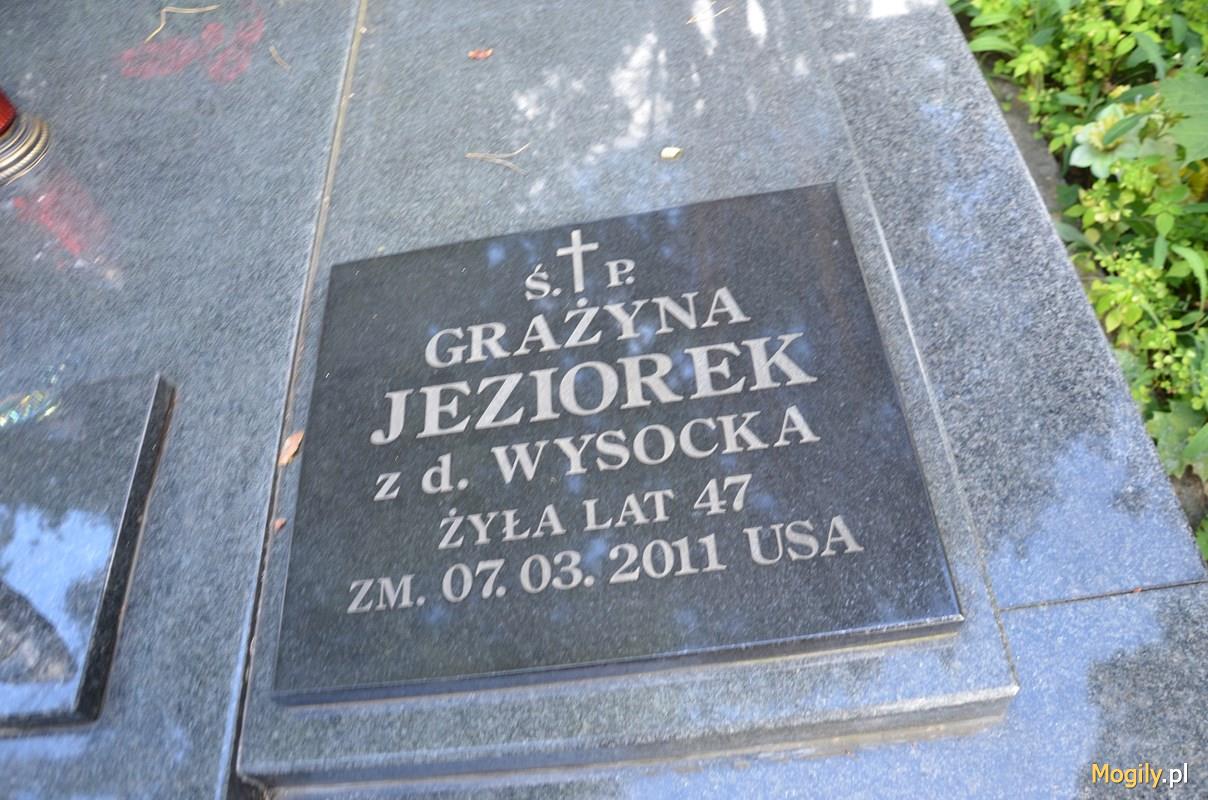 Ś. P.
GRAŻYNA
JEZIOREK
z d. WYSOCKA
ŻYŁA LAT 47
ZM. 07. 03. 2011 USA
Mogily.pl